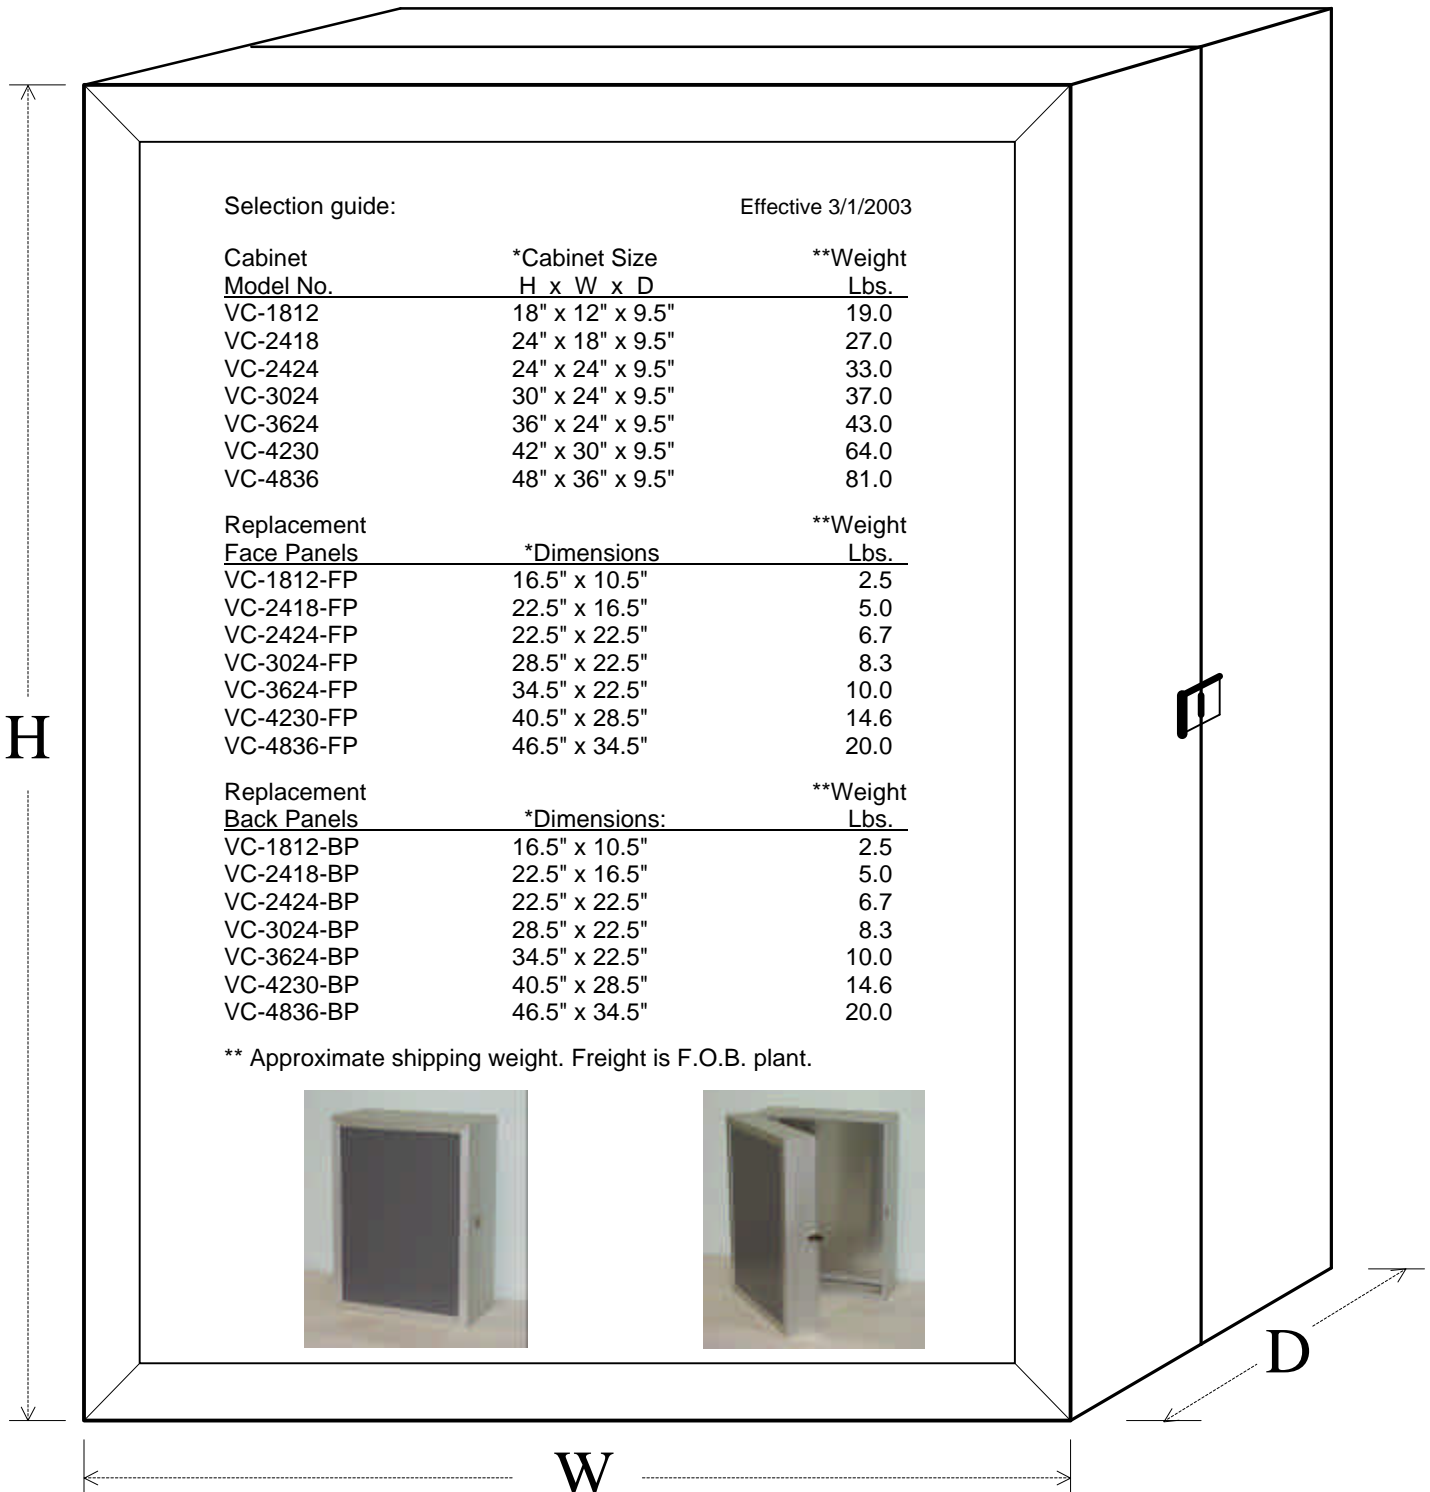 Selection guide: Effective 3/1/2003
Cabinet *Cabinet Size **Weight
Model No. H x W x D Lbs.
VC-1812 18" x 12" x 9.5" 19.0
VC-2418 24" x 18" x 9.5" 27.0
VC-2424 24" x 24" x 9.5" 33.0
VC-3024 30" x 24" x 9.5" 37.0
VC-3624 36" x 24" x 9.5" 43.0
VC-4230 42" x 30" x 9.5" 64.0
VC-4836 48" x 36" x 9.5" 81.0
Replacement **Weight
Face Panels *Dimensions Lbs.
VC-1812-FP 16.5" x 10.5" 2.5
VC-2418-FP 22.5" x 16.5" 5.0
VC-2424-FP 22.5" x 22.5" 6.7
VC-3024-FP 28.5" x 22.5" 8.3
VC-3624-FP 34.5" x 22.5" 10.0
VC-4230-FP 40.5" x 28.5" 14.6
VC-4836-FP 46.5" x 34.5" 20.0
H
Replacement **Weight
Back Panels *Dimensions: Lbs.
VC-1812-BP 16.5" x 10.5" 2.5
VC-2418-BP 22.5" x 16.5" 5.0
VC-2424-BP 22.5" x 22.5" 6.7
VC-3024-BP 28.5" x 22.5" 8.3
VC-3624-BP 34.5" x 22.5" 10.0
VC-4230-BP 40.5" x 28.5" 14.6
VC-4836-BP 46.5" x 34.5" 20.0
** Approximate shipping weight. Freight is F.O.B. plant.
D
W